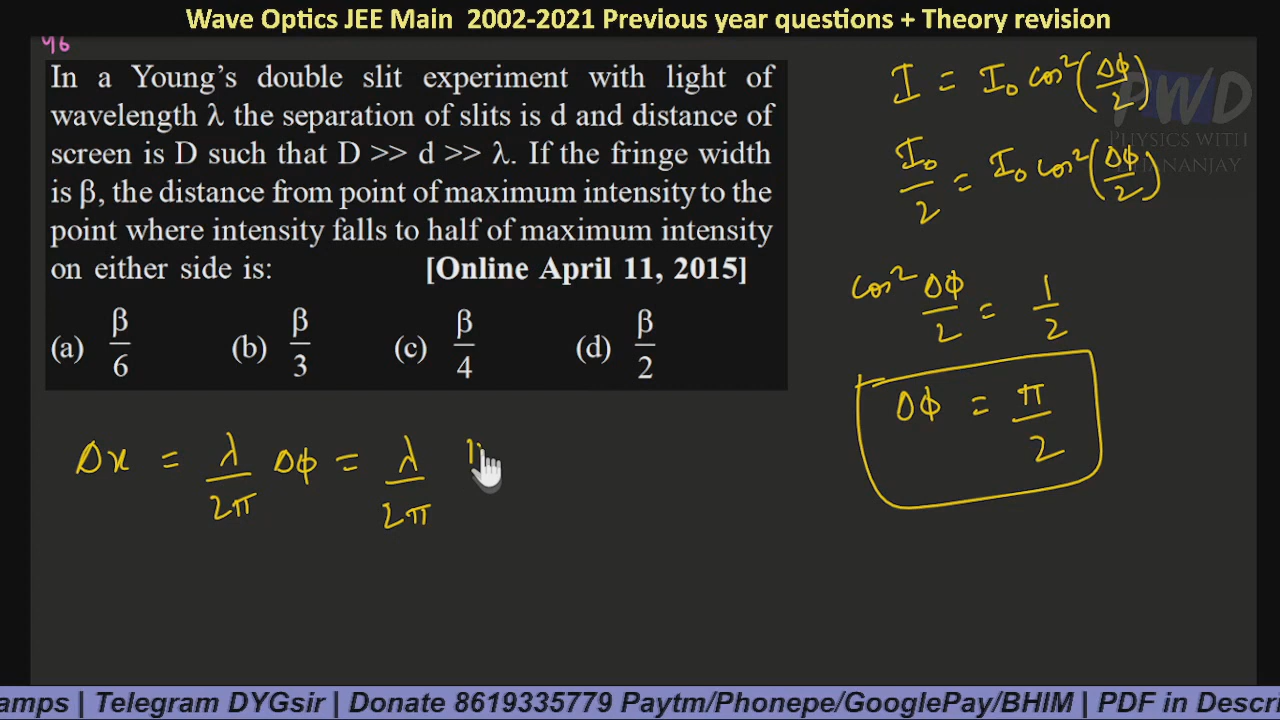 Wave Optics JEE Main 2002-2021 Previous year questions + Theory revision
46
In a Young's double slit experiment with light of
wavelength λ the separation of slits is d and distance of
screen is D such that D >> d >> λ. If the fringe width
is β, the distance from point of maximum intensity to the
point where intensity falls to half of maximum intensity
on either side is: [Online April 11, 2015]
(a) β/6 (b) β/3 (c) β/4 (d) β/2
I = I₀ cos²(Δϕ/2)
I₀/2 = I₀ cos²(Δϕ/2)
cos² Δϕ/2 = 1/2
Δϕ = π/2
Δx = λ/2π Δϕ = λ/2π
PWD
PHYSICS WITH
DHANANJAY
amps | Telegram DYGsir | Donate 8619335779 Paytm/Phonepe/GooglePay/BHIM | PDF in Descri